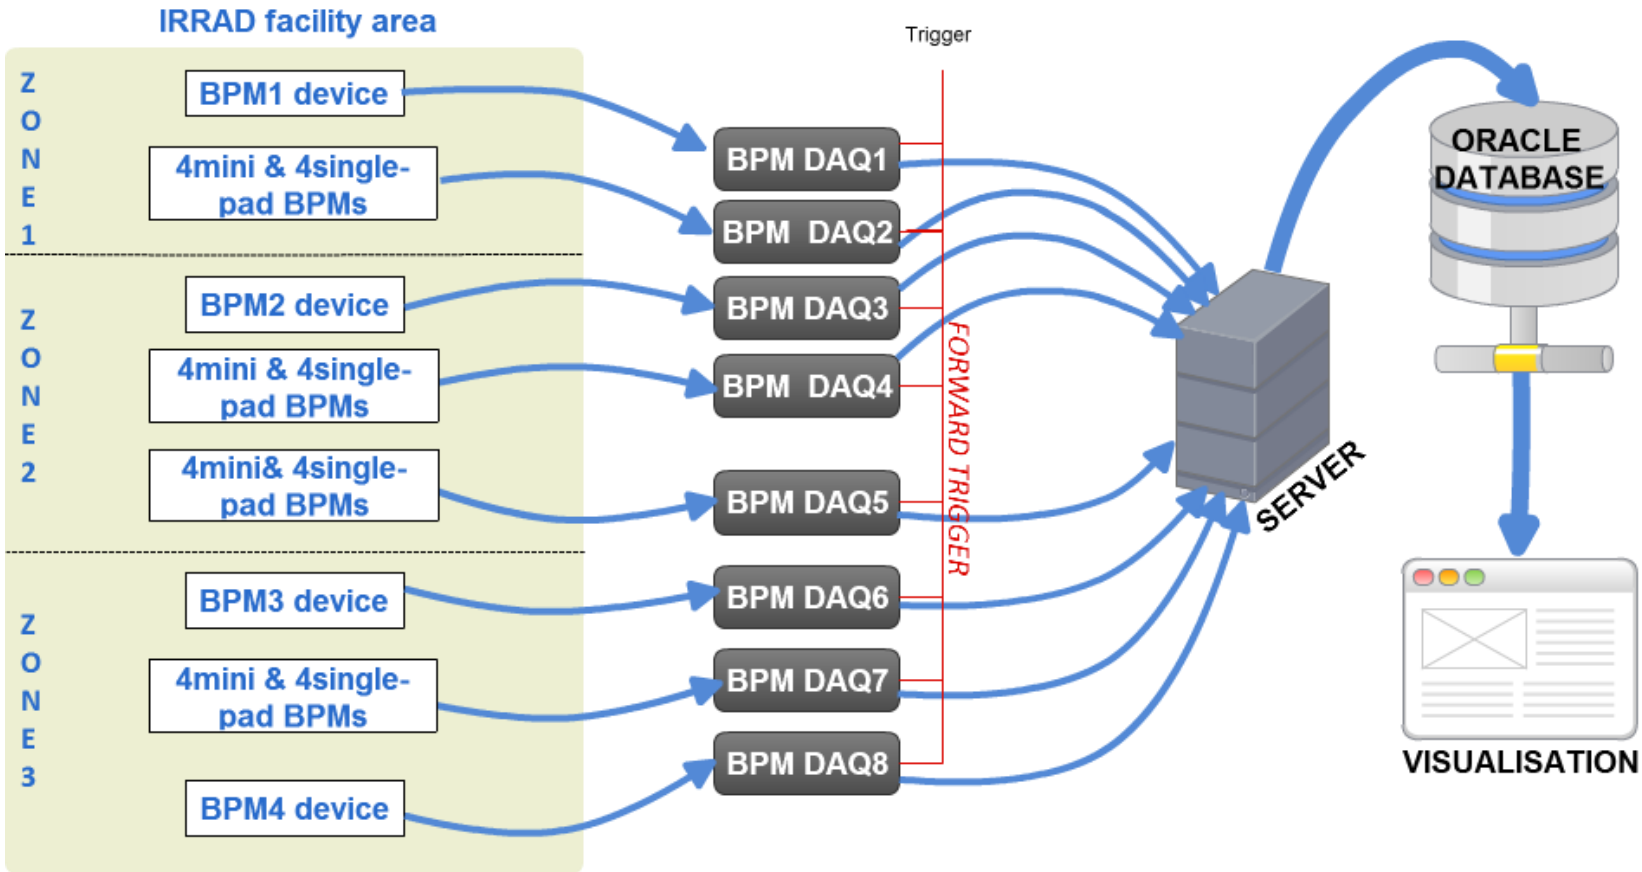 IRRAD facility area
Trigger
ZONE1
BPM1 device
4mini & 4single-
pad BPMs
ZONE2
BPM2 device
4mini & 4single-
pad BPMs
4mini& 4single-
pad BPMs
ZONE3
BPM3 device
4mini & 4single-
pad BPMs
BPM4 device
BPM DAQ1
BPM  DAQ2
BPM DAQ3
BPM  DAQ4
BPM DAQ5
BPM DAQ6
BPM DAQ7
BPM DAQ8
FORWARD TRIGGER
SERVER
ORACLE
DATABASE
VISUALISATION